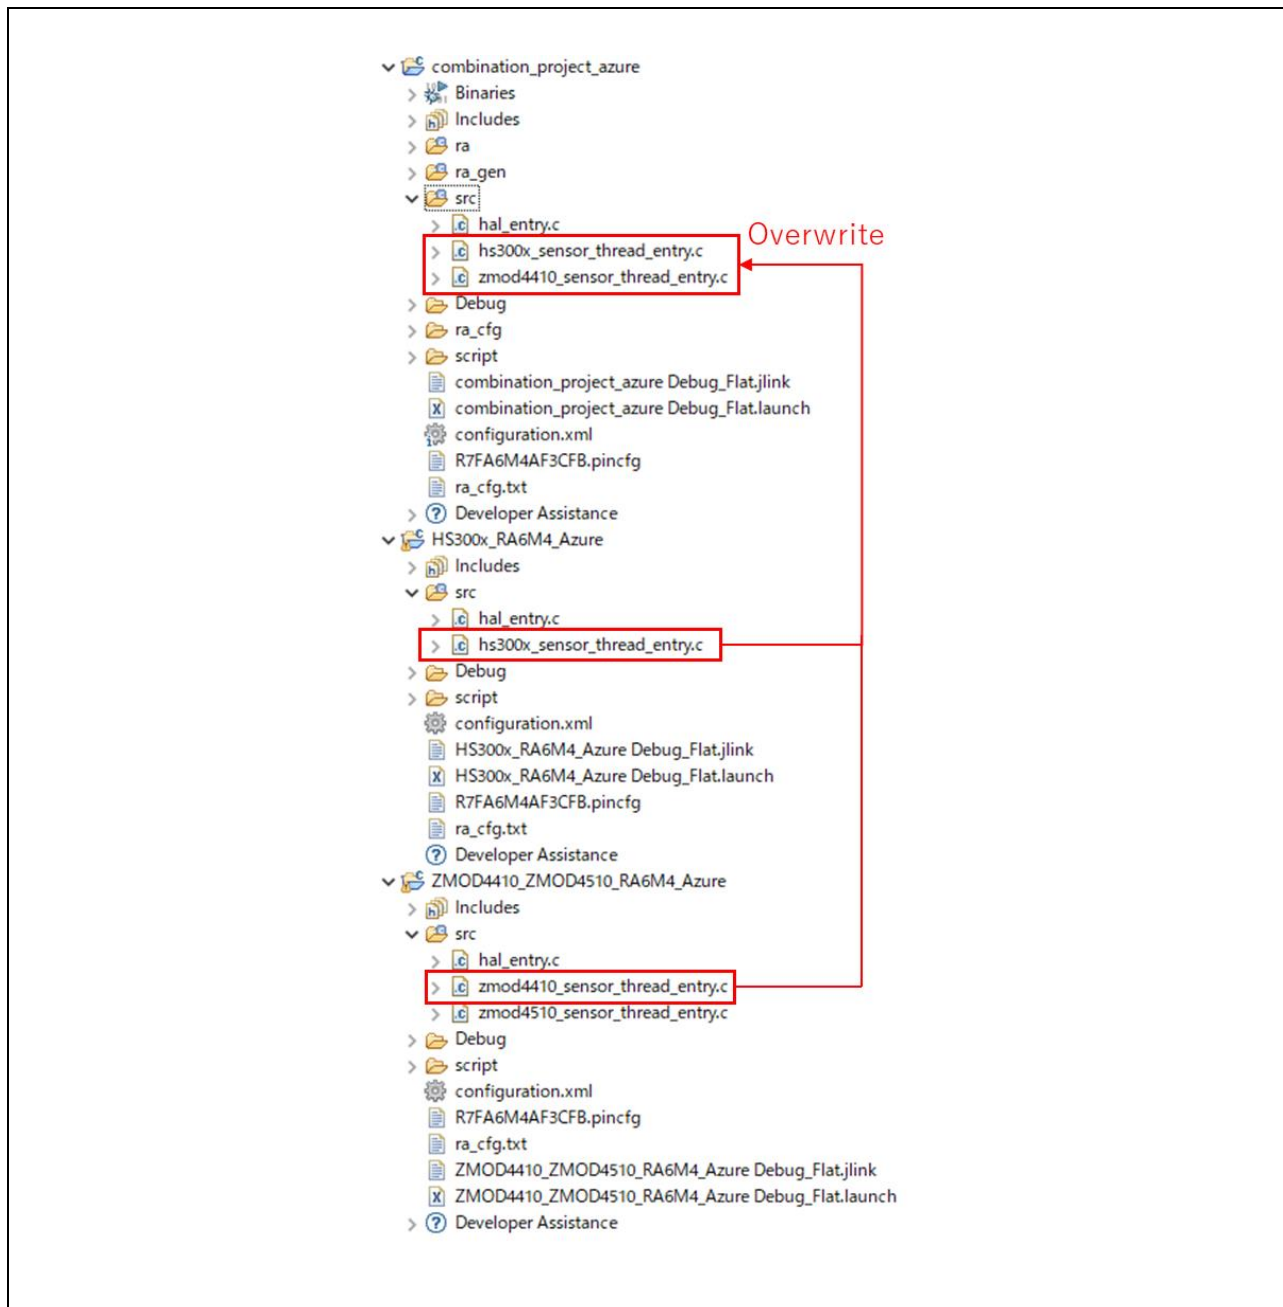 combination_project_azure
Binaries
Includes
ra
ra_gen
src
hal_entry.c
Overwrite
hs300x_sensor_thread_entry.c
zmod4410_sensor_thread_entry.c
Debug
ra_cfg
script
combination_project_azure Debug_Flat.jlink
combination_project_azure Debug_Flat.launch
configuration.xml
R7FA6M4AF3CFB.pincfg
ra_cfg.txt
Developer Assistance
HS300x_RA6M4_Azure
Includes
src
hal_entry.c
hs300x_sensor_thread_entry.c
Debug
script
configuration.xml
HS300x_RA6M4_Azure Debug_Flat.jlink
HS300x_RA6M4_Azure Debug_Flat.launch
R7FA6M4AF3CFB.pincfg
ra_cfg.txt
Developer Assistance
ZMOD4410_ZMOD4510_RA6M4_Azure
Includes
src
hal_entry.c
zmod4410_sensor_thread_entry.c
zmod4510_sensor_thread_entry.c
Debug
script
configuration.xml
R7FA6M4AF3CFB.pincfg
ra_cfg.txt
ZMOD4410_ZMOD4510_RA6M4_Azure Debug_Flat.jlink
ZMOD4410_ZMOD4510_RA6M4_Azure Debug_Flat.launch
Developer Assistance